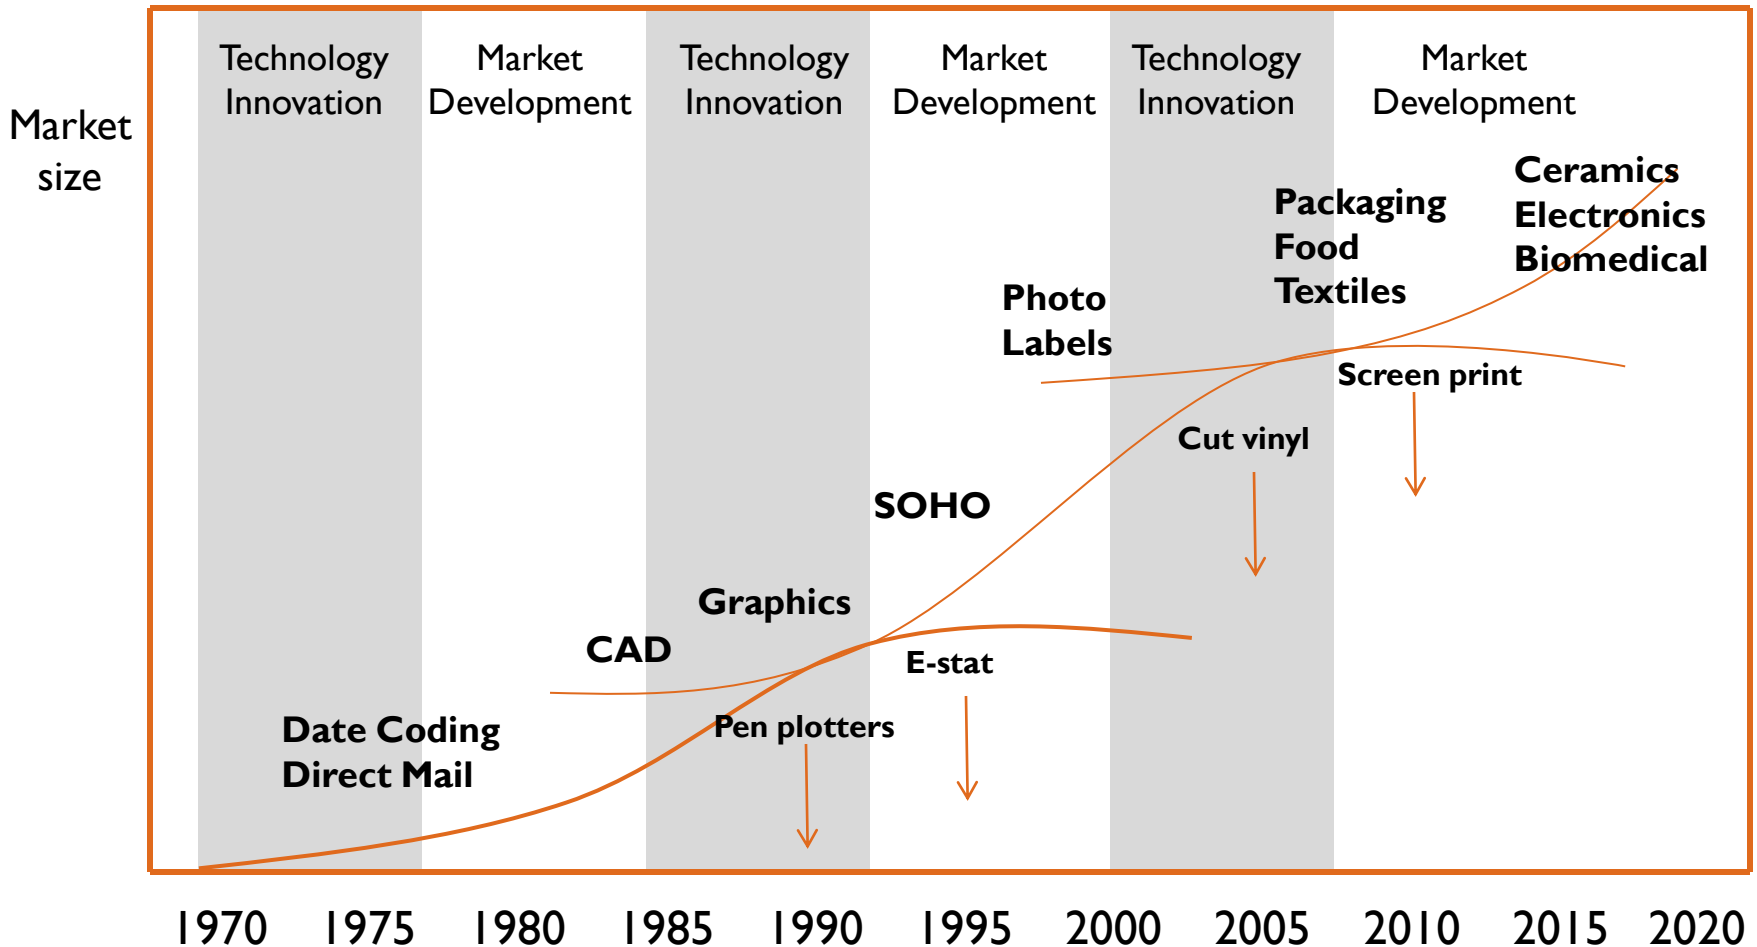 Technology
Innovation
Market
Development
Technology
Innovation
Market
Development
Technology
Innovation
Market
Development
Market
size
Ceramics
Electronics
Biomedical
Packaging
Food
Textiles
Photo
Labels
Screen print
Cut vinyl
SOHO
Graphics
CAD
E-stat
Date Coding
Direct Mail
Pen plotters
1970 1975 1980 1985 1990 1995 2000 2005 2010 2015 2020